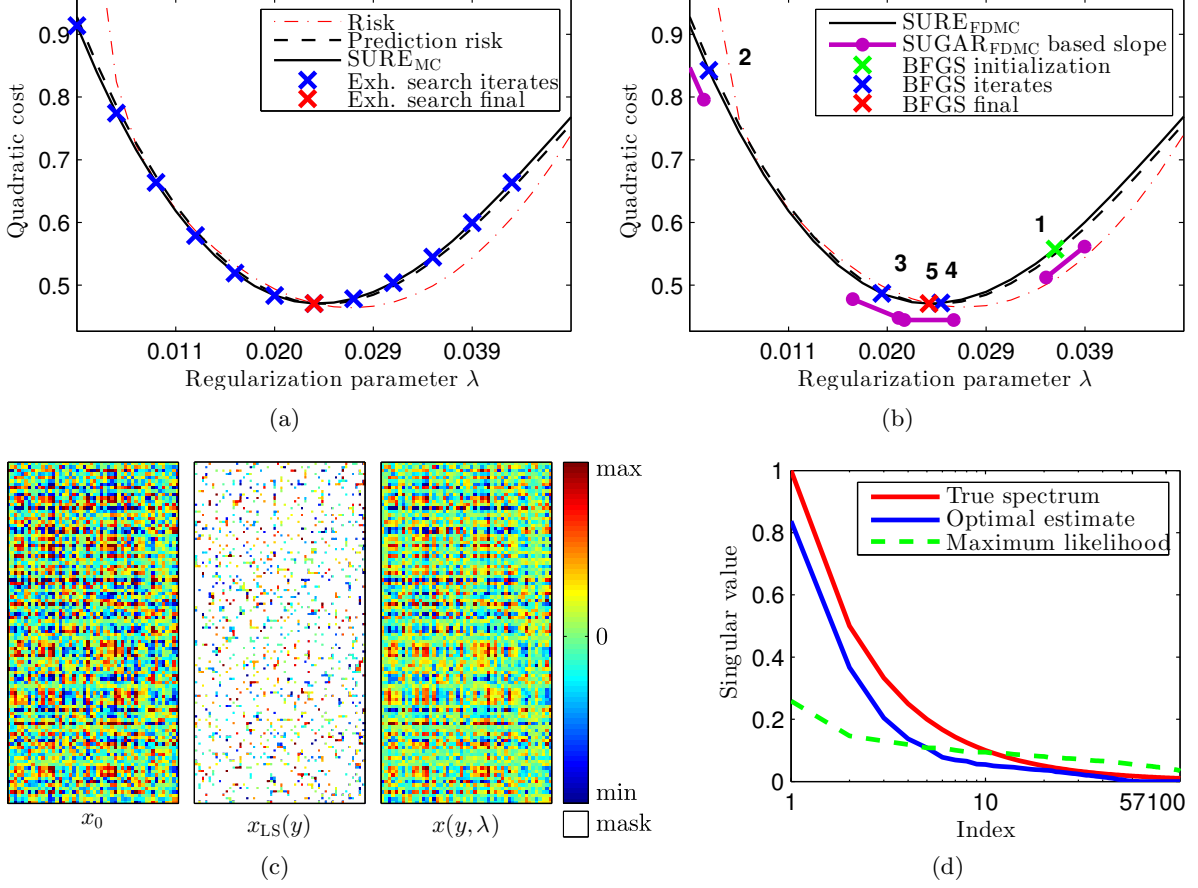 Risk
Prediction risk
SURE_MC
Exh. search iterates
Exh. search final
Quadratic cost
0.9
0.8
0.7
0.6
0.5
0.011
0.020
0.029
0.039
Regularization parameter λ
(a)
SURE_FDMC
SUGAR_FDMC based slope
BFGS initialization
BFGS iterates
BFGS final
Quadratic cost
0.9
0.8
0.7
0.6
0.5
2
1
3
5
4
0.011
0.020
0.029
0.039
Regularization parameter λ
(b)
max
0
min
mask
x_0
x_LS(y)
x(y, λ)
(c)
True spectrum
Optimal estimate
Maximum likelihood
Singular value
1
0.8
0.6
0.4
0.2
0
1
10
57
100
Index
(d)